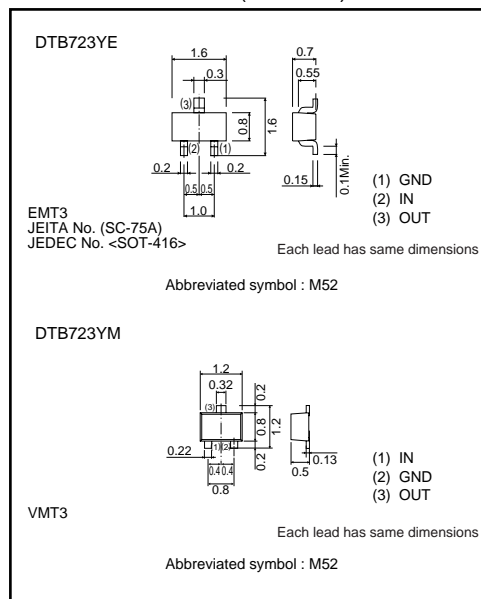 DTB723YE
1.6
0.3
0.7
0.55
(3)
0.8
1.6
(2) (1)
0.2 0.2
0.5 0.5
1.0
0.15
0.1Min.
(1) GND
(2) IN
(3) OUT
EMT3
JEITA No. (SC-75A)
JEDEC No. <SOT-416>
Each lead has same dimensions
Abbreviated symbol : M52
DTB723YM
1.2
0.32
0.2
(3)
0.8
1.2
0.22
(1)(2)
0.2
0.4 0.4
0.8
0.5
0.13
(1) IN
(2) GND
(3) OUT
VMT3
Each lead has same dimensions
Abbreviated symbol : M52